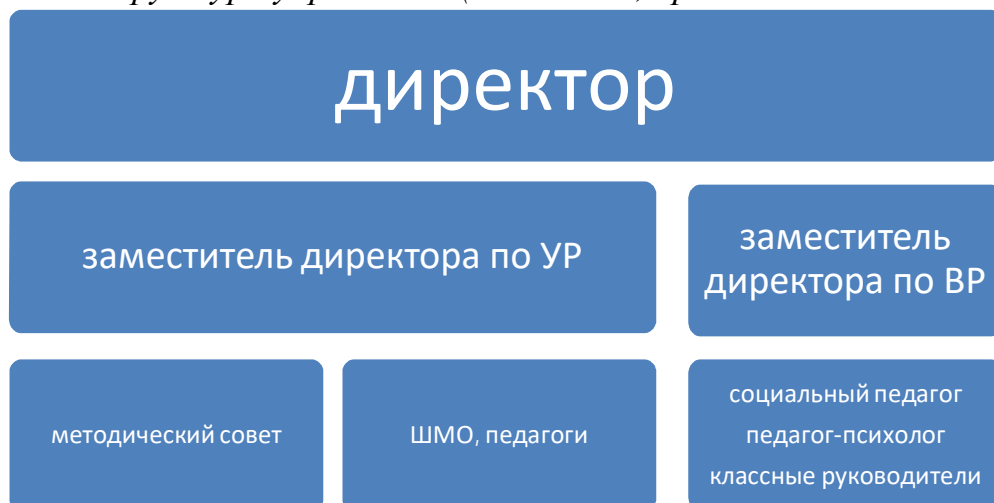 директор
заместитель директора по УР
заместитель
директора по ВР
методический совет
ШМО, педагоги
социальный педагог
педагог-психолог
классные руководители